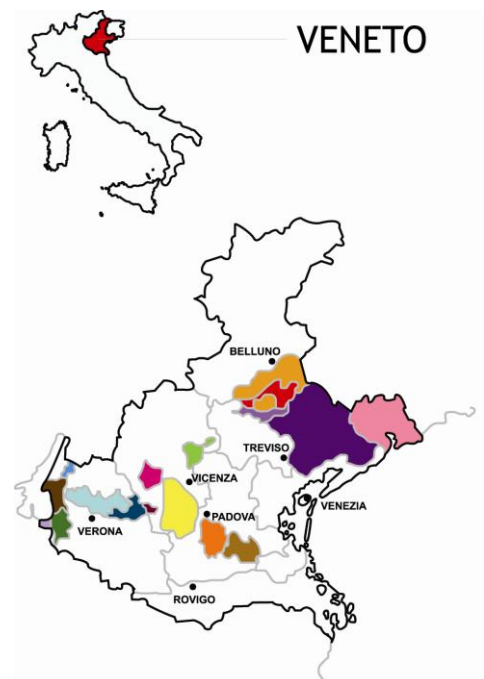 VENETO
BELLUNO
TREVISO
VICENZA
VENEZIA
PADOVA
VERONA
ROVIGO